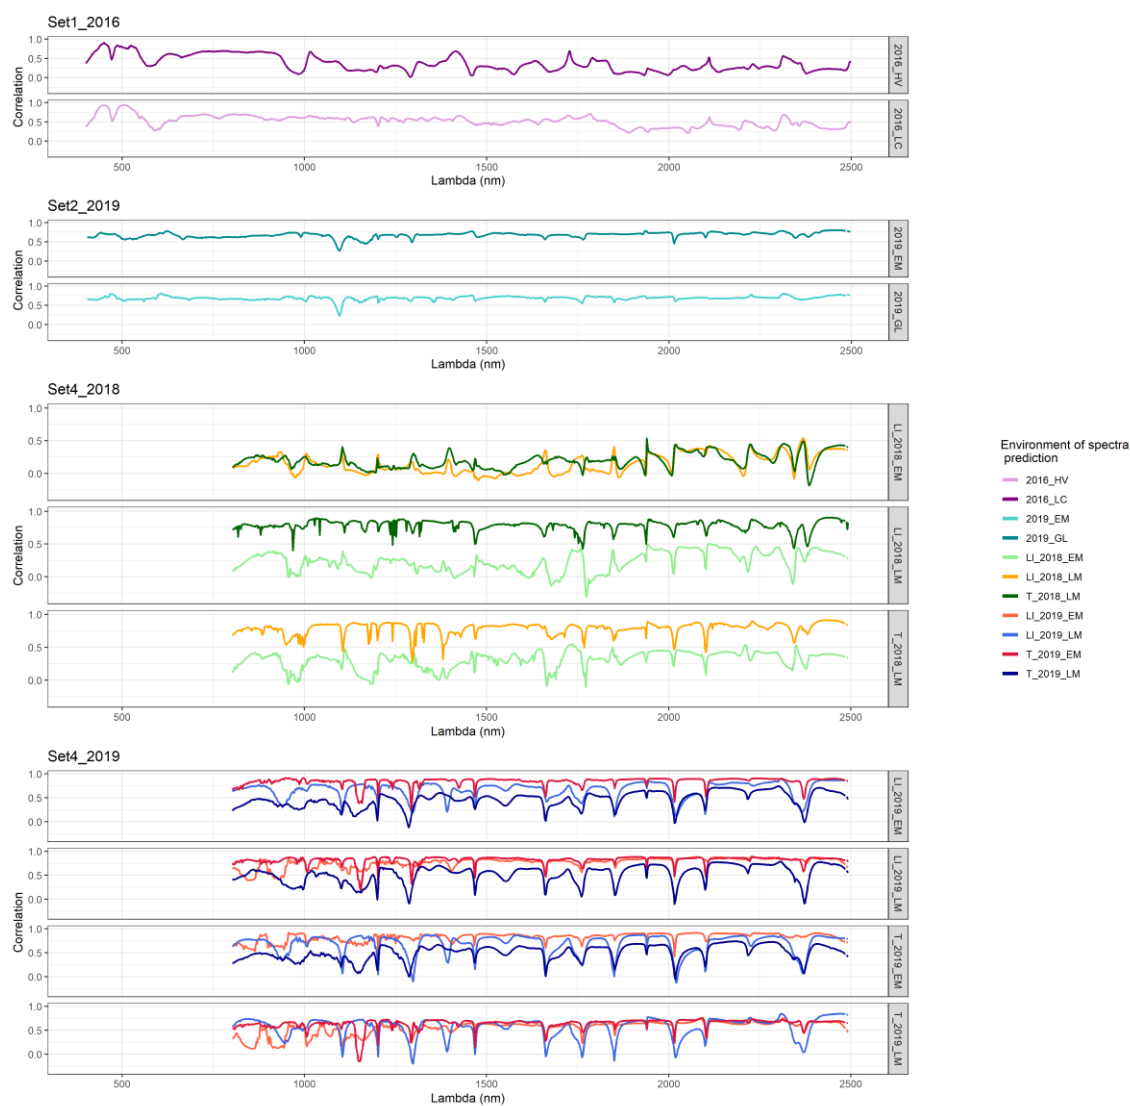 Set1_2016
1.0
0.5
0.0
2016_HV
1.0
0.5
0.0
2016_LC
Correlation
500 1000 1500 2000 2500
Lambda (nm)
Set2_2019
1.0
0.5
0.0
2019_EM
1.0
0.5
0.0
2019_GL
Correlation
500 1000 1500 2000 2500
Lambda (nm)
Set4_2018
1.0
0.5
0.0
LI_2018_EM
1.0
0.5
0.0
LI_2018_LM
1.0
0.5
0.0
T_2018_LM
Correlation
500 1000 1500 2000 2500
Lambda (nm)
Set4_2019
1.0
0.5
0.0
LI_2019_EM
1.0
0.5
0.0
LI_2019_LM
1.0
0.5
0.0
T_2019_EM
1.0
0.5
0.0
T_2019_LM
Correlation
500 1000 1500 2000 2500
Lambda (nm)
Environment of spectra
prediction
2016_HV
2016_LC
2019_EM
2019_GL
LI_2018_EM
LI_2018_LM
T_2018_LM
LI_2019_EM
LI_2019_LM
T_2019_EM
T_2019_LM